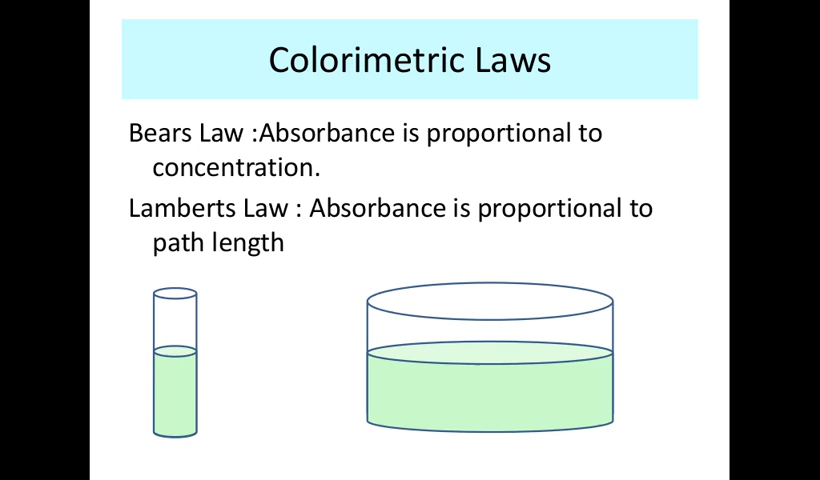 Colorimetric Laws
Bears Law :Absorbance is proportional to
concentration.
Lamberts Law : Absorbance is proportional to
path length